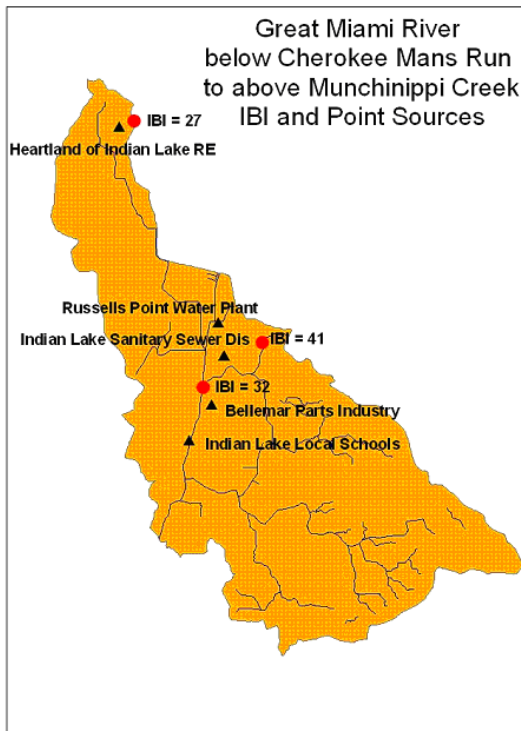 Great Miami River
below Cherokee Mans Run
to above Munchinippi Creek
IBI and Point Sources
IBI = 27
Heartland of Indian Lake RE
Russells Point Water Plant
Indian Lake Sanitary Sewer Dis
IBI = 41
IBI = 32
Bellemar Parts Industry
Indian Lake Local Schools